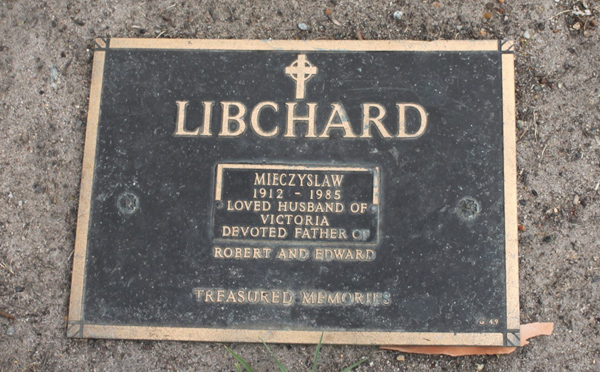 LIBCHARD
MIECZYSLAW
1912 - 1985
LOVED HUSBAND OF
VICTORIA
DEVOTED FATHER OF
ROBERT AND EDWARD
TREASURED MEMORIES